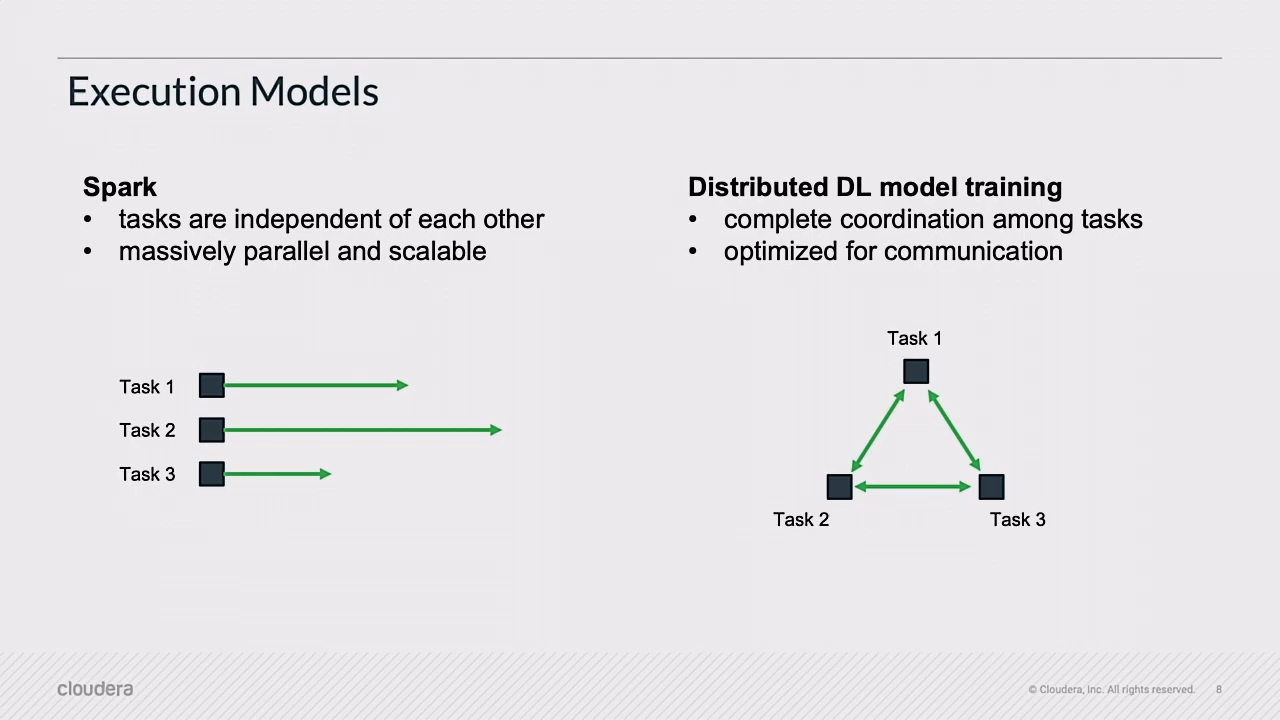 Execution Models
Spark
• tasks are independent of each other
• massively parallel and scalable
Distributed DL model training
• complete coordination among tasks
• optimized for communication
Task 1
Task 2
Task 3
Task 1
Task 2
Task 3
cloudera
© Cloudera, Inc. All rights reserved. 8